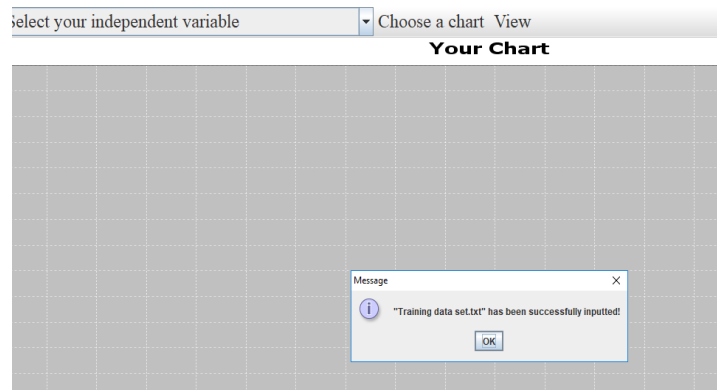 Select your independent variable Choose a chart View
Your Chart
Message
"Training data set.txt" has been successfully inputted!
OK